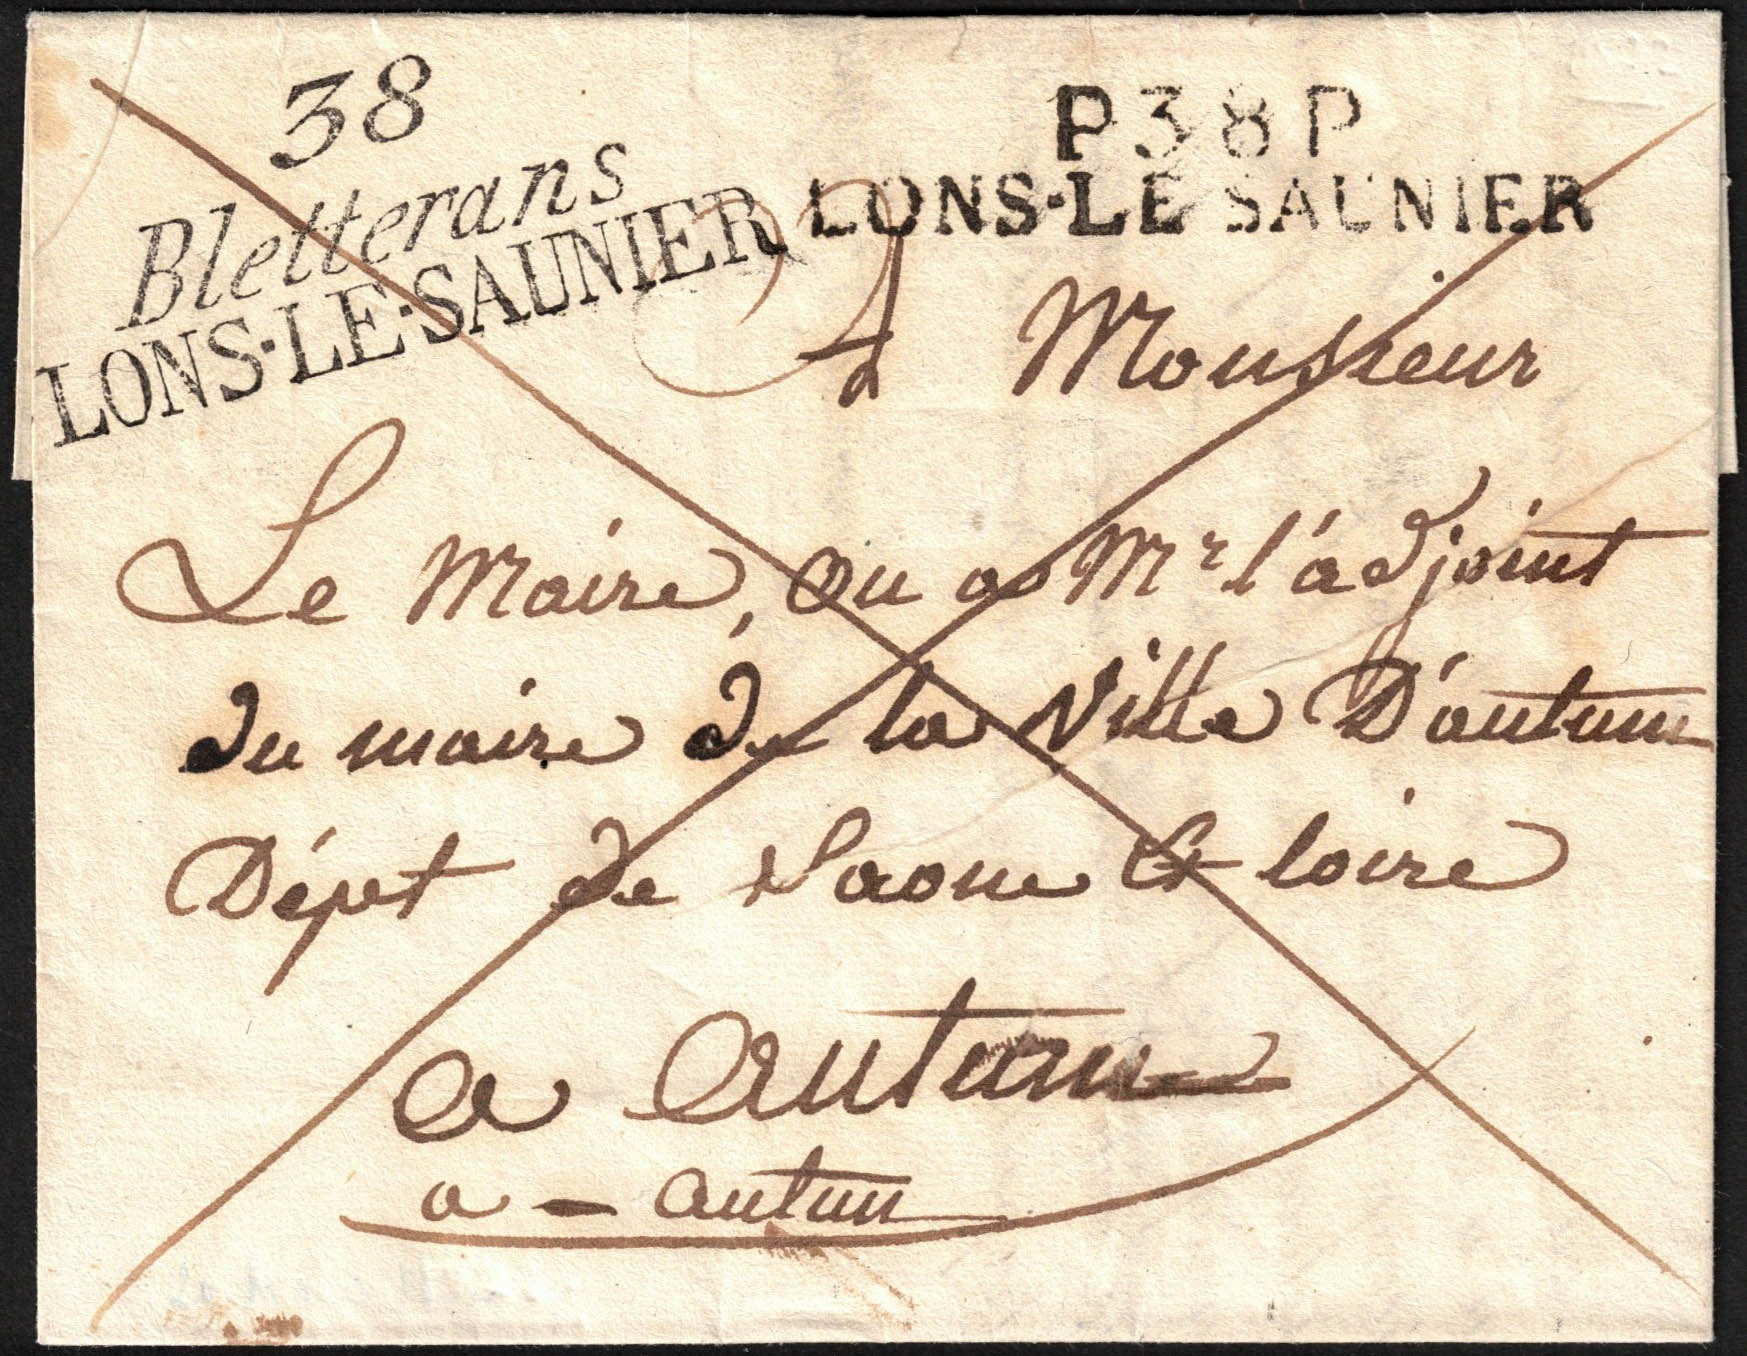 38
Bletterans
LONS·LE·SAUNIER
P38P
LONS·LE SAUNIER
A Monsieur
Le Maire, ou a Mr l'adjoint
du maire de la Ville D'autun
Dépet de Saone Et loire
a Autun
a - autun